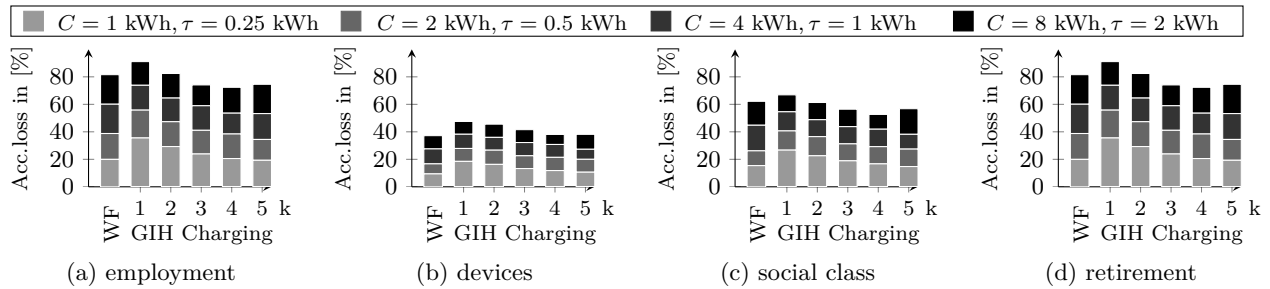 C = 1 kWh, τ = 0.25 kWh C = 2 kWh, τ = 0.5 kWh C = 4 kWh, τ = 1 kWh C = 8 kWh, τ = 2 kWh
Acc.loss in [%]
80
60
40
20
0
WF 1 2 3 4 5 k
GIH Charging
(a) employment
Acc.loss in [%]
80
60
40
20
0
WF 1 2 3 4 5 k
GIH Charging
(b) devices
Acc.loss in [%]
80
60
40
20
0
WF 1 2 3 4 5 k
GIH Charging
(c) social class
Acc.loss in [%]
80
60
40
20
0
WF 1 2 3 4 5 k
GIH Charging
(d) retirement